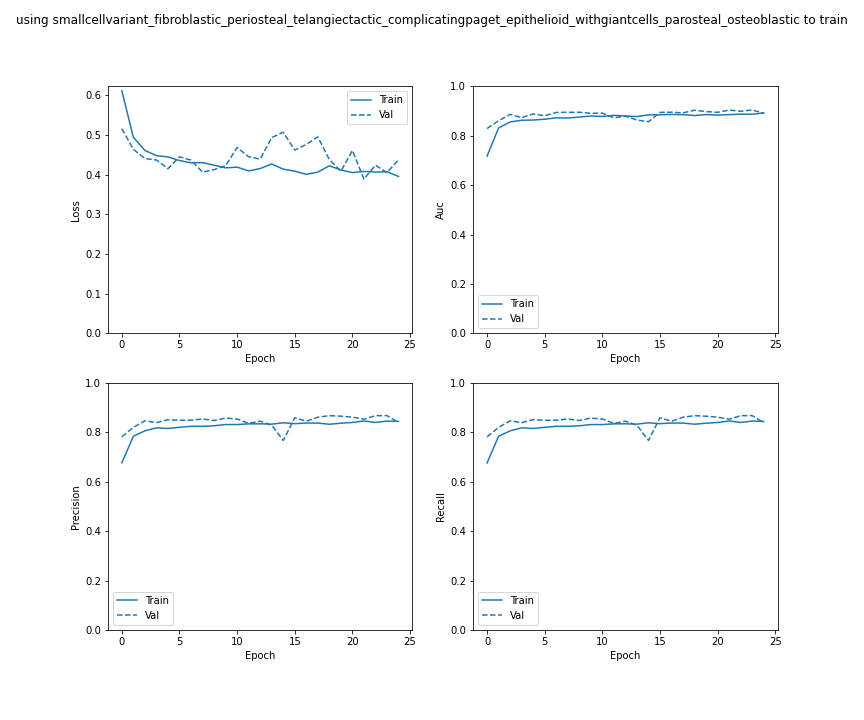 using smallcellvariant_fibroblastic_periosteal_telangiectactic_complicatingpaget_epithelioid_withgiantcells_parosteal_osteoblastic to train
0.6
0.5
0.4
0.3
0.2
0.1
0.0
Loss
Train
Val
0 5 10 15 20 25
Epoch
1.0
0.8
0.6
0.4
0.2
0.0
Auc
Train
Val
0 5 10 15 20 25
Epoch
1.0
0.8
0.6
0.4
0.2
0.0
Precision
Train
Val
0 5 10 15 20 25
Epoch
1.0
0.8
0.6
0.4
0.2
0.0
Recall
Train
Val
0 5 10 15 20 25
Epoch